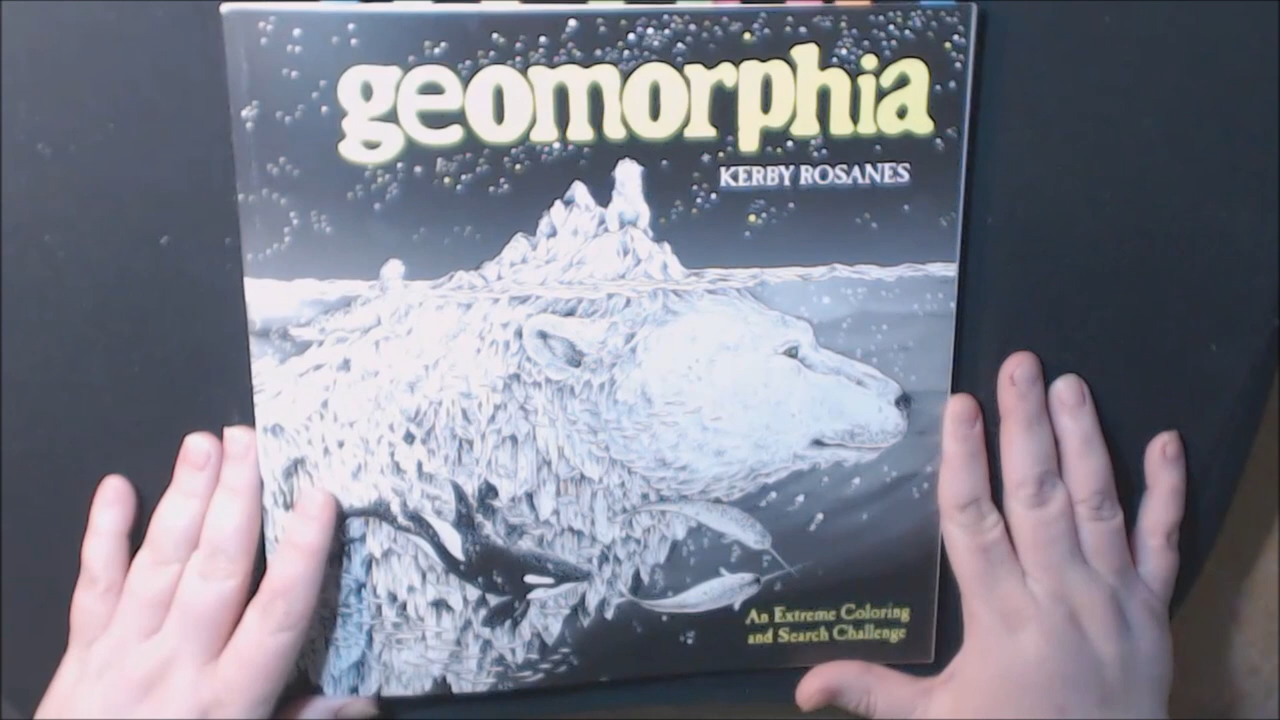 geomorphia
KERBY ROSANES
An Extreme Coloring
and Search Challenge